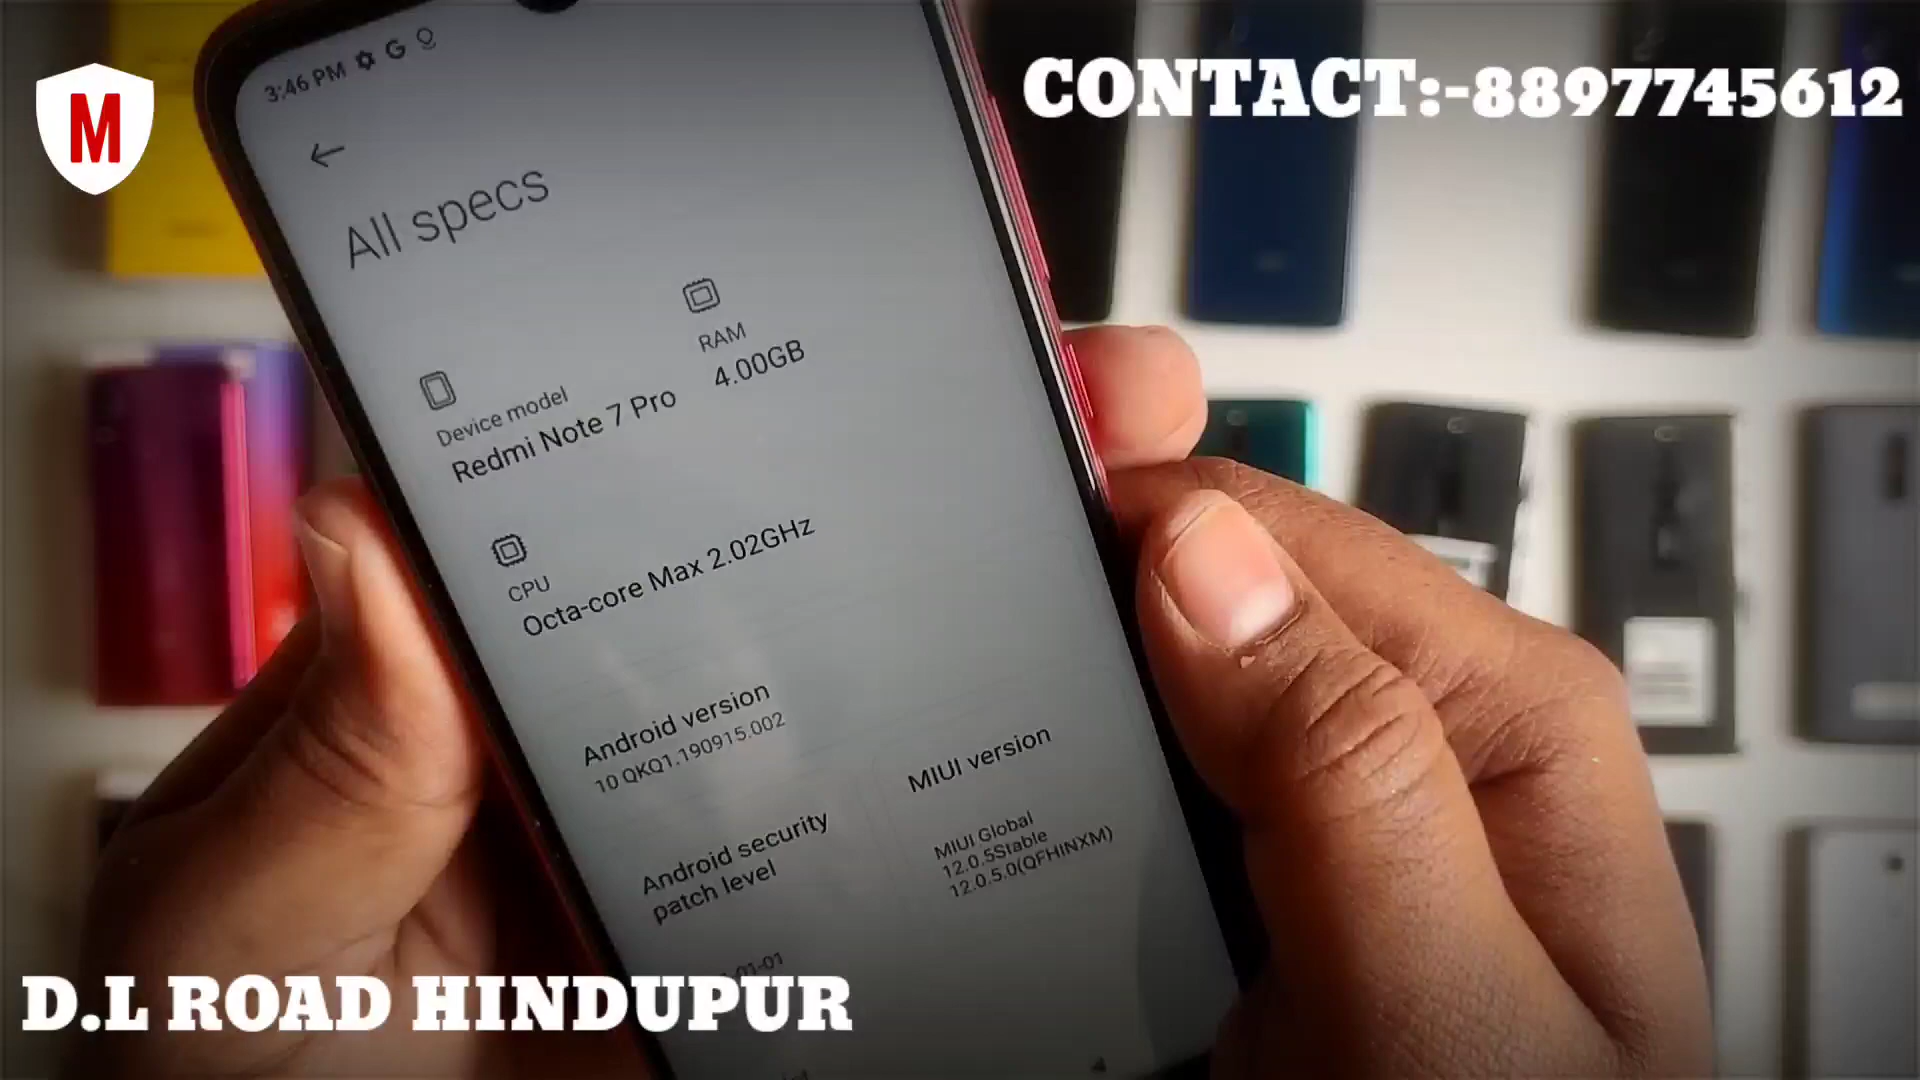 M
CONTACT:-8897745612
3:46 PM G
All specs
RAM
4.00GB
Device model
Redmi Note 7 Pro
CPU
Octa-core Max 2.02GHz
Android version
10 QKQ1.190915.002
MIUI version
MIUI Global
12.0.5Stable
12.0.5.0(QFHINXM)
Android security
patch level
-01-01
D.L ROAD HINDUPUR